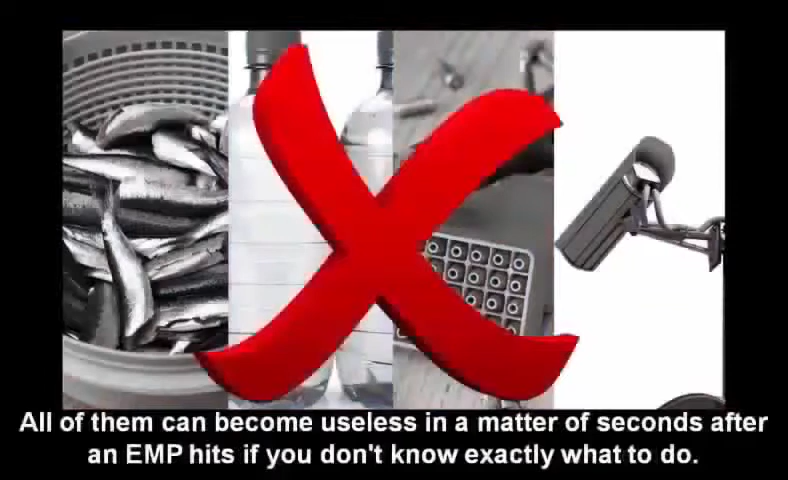 All of them can become useless in a matter of seconds after
an EMP hits if you don't know exactly what to do.